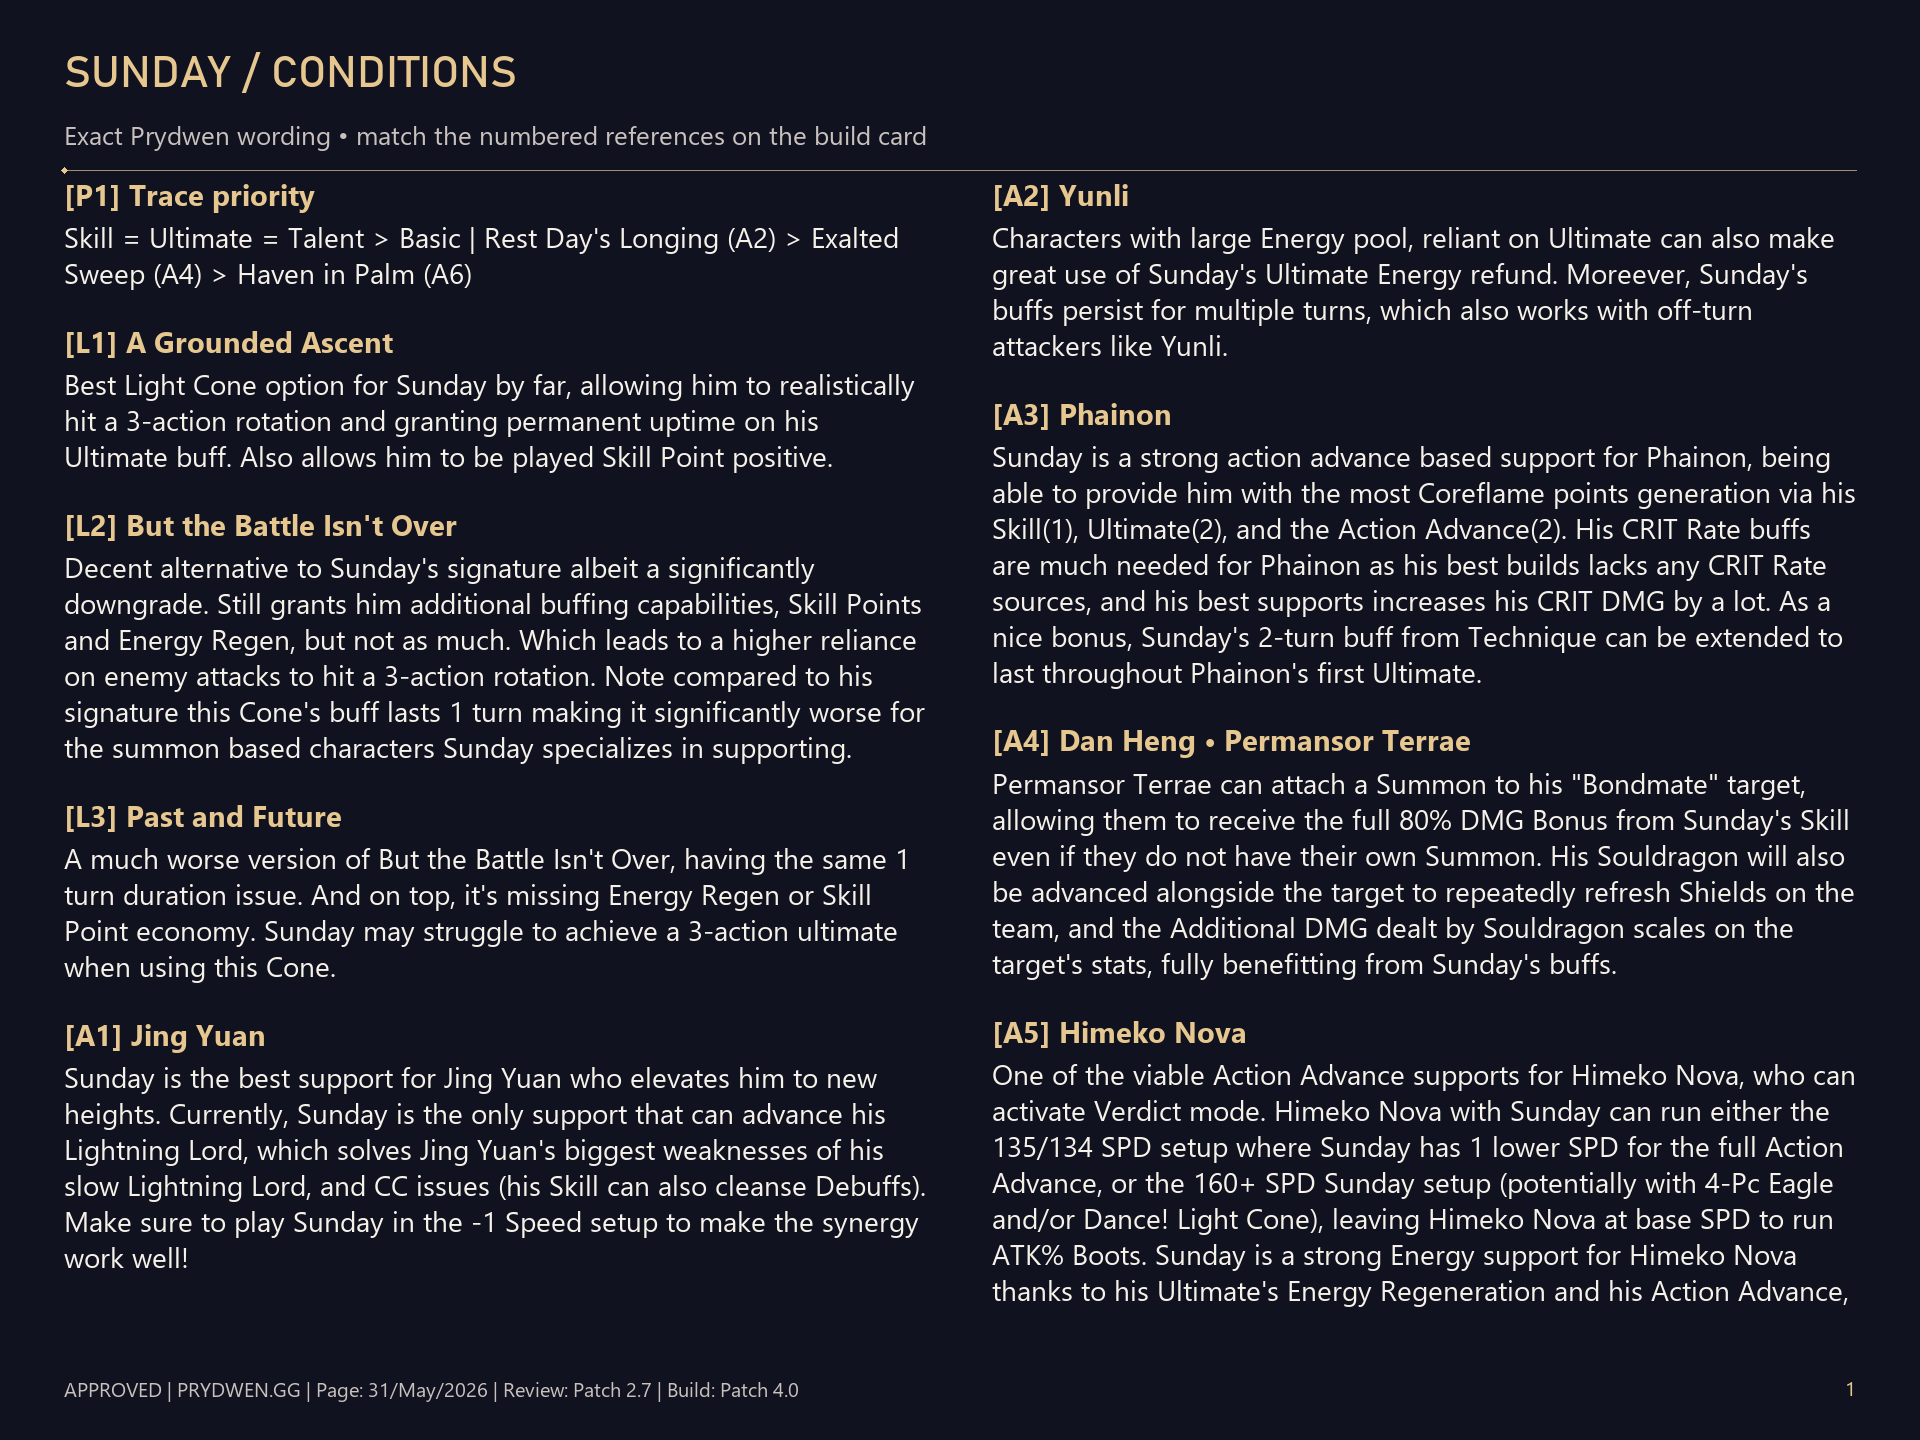 SUNDAY / CONDITIONS
Exact Prydwen wording • match the numbered references on the build card
[P1] Trace priority
Skill = Ultimate = Talent > Basic | Rest Day's Longing (A2) > Exalted
Sweep (A4) > Haven in Palm (A6)
[L1] A Grounded Ascent
Best Light Cone option for Sunday by far, allowing him to realistically
hit a 3-action rotation and granting permanent uptime on his
Ultimate buff. Also allows him to be played Skill Point positive.
[L2] But the Battle Isn't Over
Decent alternative to Sunday's signature albeit a significantly
downgrade. Still grants him additional buffing capabilities, Skill Points
and Energy Regen, but not as much. Which leads to a higher reliance
on enemy attacks to hit a 3-action rotation. Note compared to his
signature this Cone's buff lasts 1 turn making it significantly worse for
the summon based characters Sunday specializes in supporting.
[L3] Past and Future
A much worse version of But the Battle Isn't Over, having the same 1
turn duration issue. And on top, it's missing Energy Regen or Skill
Point economy. Sunday may struggle to achieve a 3-action ultimate
when using this Cone.
[A1] Jing Yuan
Sunday is the best support for Jing Yuan who elevates him to new
heights. Currently, Sunday is the only support that can advance his
Lightning Lord, which solves Jing Yuan's biggest weaknesses of his
slow Lightning Lord, and CC issues (his Skill can also cleanse Debuffs).
Make sure to play Sunday in the -1 Speed setup to make the synergy
work well!
[A2] Yunli
Characters with large Energy pool, reliant on Ultimate can also make
great use of Sunday's Ultimate Energy refund. Moreever, Sunday's
buffs persist for multiple turns, which also works with off-turn
attackers like Yunli.
[A3] Phainon
Sunday is a strong action advance based support for Phainon, being
able to provide him with the most Coreflame points generation via his
Skill(1), Ultimate(2), and the Action Advance(2). His CRIT Rate buffs
are much needed for Phainon as his best builds lacks any CRIT Rate
sources, and his best supports increases his CRIT DMG by a lot. As a
nice bonus, Sunday's 2-turn buff from Technique can be extended to
last throughout Phainon's first Ultimate.
[A4] Dan Heng • Permansor Terrae
Permansor Terrae can attach a Summon to his "Bondmate" target,
allowing them to receive the full 80% DMG Bonus from Sunday's Skill
even if they do not have their own Summon. His Souldragon will also
be advanced alongside the target to repeatedly refresh Shields on the
team, and the Additional DMG dealt by Souldragon scales on the
target's stats, fully benefitting from Sunday's buffs.
[A5] Himeko Nova
One of the viable Action Advance supports for Himeko Nova, who can
activate Verdict mode. Himeko Nova with Sunday can run either the
135/134 SPD setup where Sunday has 1 lower SPD for the full Action
Advance, or the 160+ SPD Sunday setup (potentially with 4-Pc Eagle
and/or Dance! Light Cone), leaving Himeko Nova at base SPD to run
ATK% Boots. Sunday is a strong Energy support for Himeko Nova
thanks to his Ultimate's Energy Regeneration and his Action Advance,
APPROVED | PRYDWEN.GG | Page: 31/May/2026 | Review: Patch 2.7 | Build: Patch 4.0
1